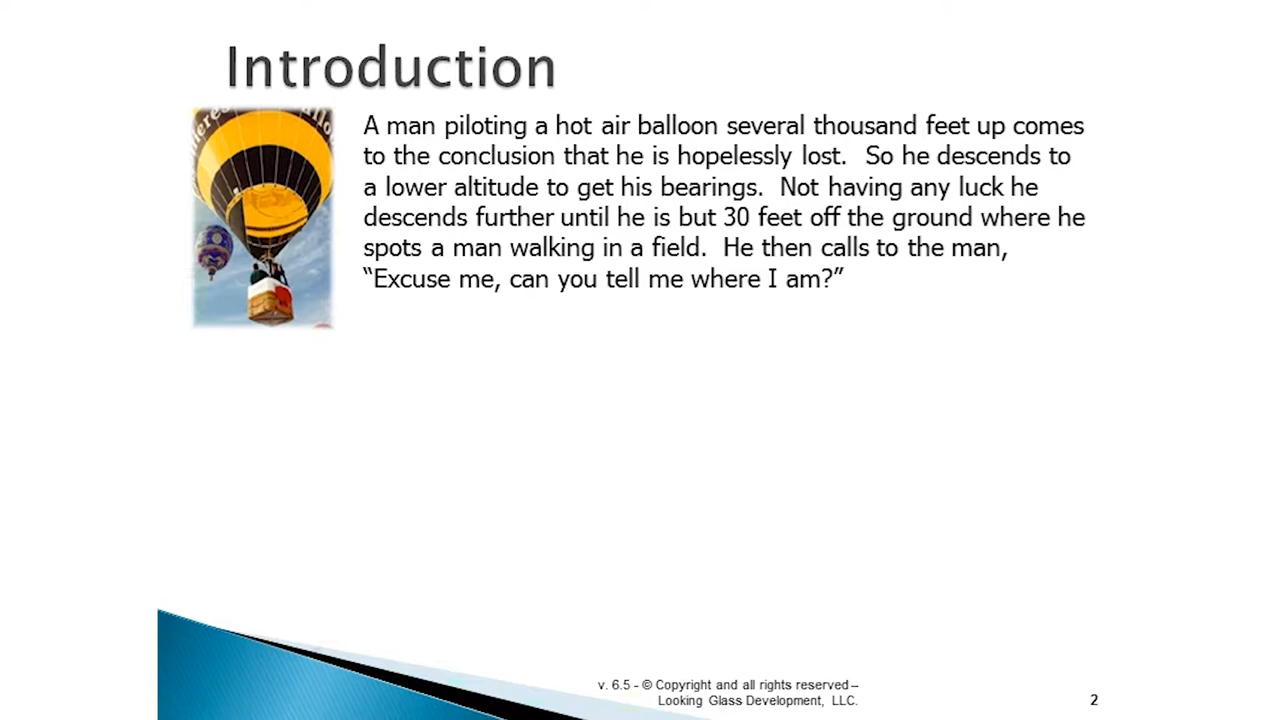 Introduction
A man piloting a hot air balloon several thousand feet up comes
to the conclusion that he is hopelessly lost.  So he descends to
a lower altitude to get his bearings.  Not having any luck he
descends further until he is but 30 feet off the ground where he
spots a man walking in a field.  He then calls to the man,
“Excuse me, can you tell me where I am?”
v. 6.5 - © Copyright and all rights reserved –
Looking Glass Development, LLC.
2